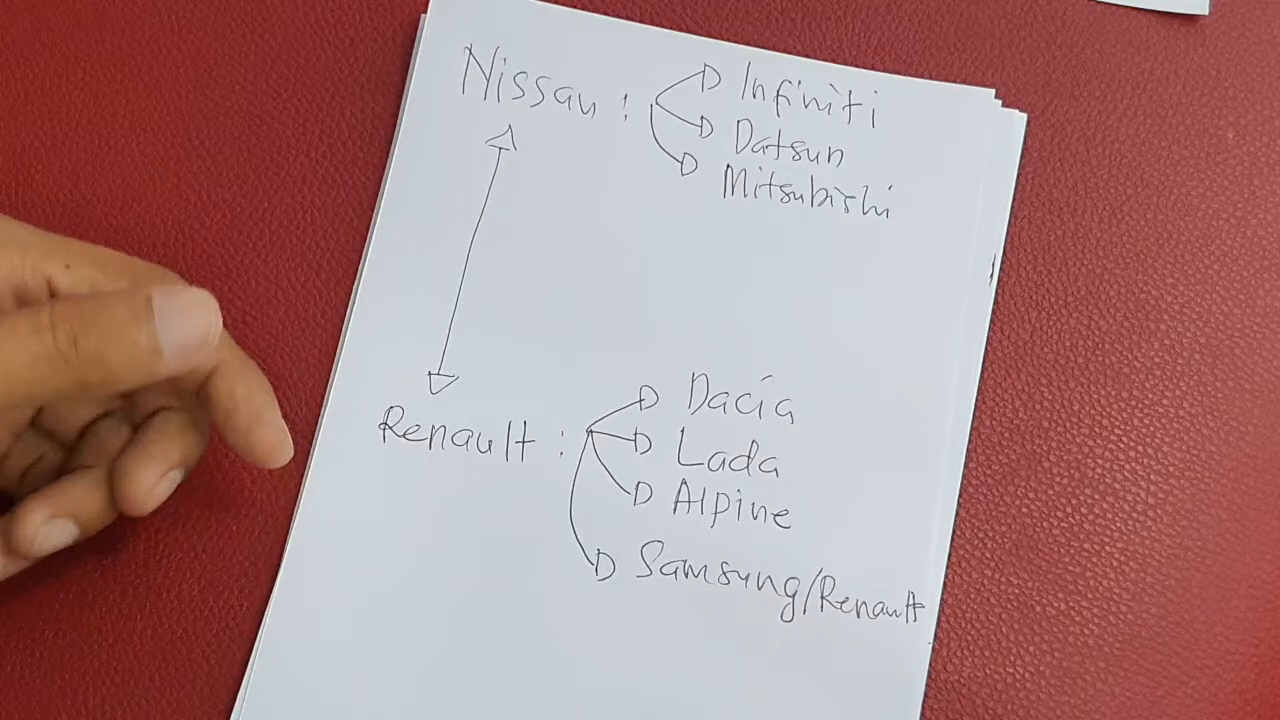 Nissan : Infiniti
Datsun
Mitsubishi
Renault : Dacia
Lada
Alpine
Samsung/Renault